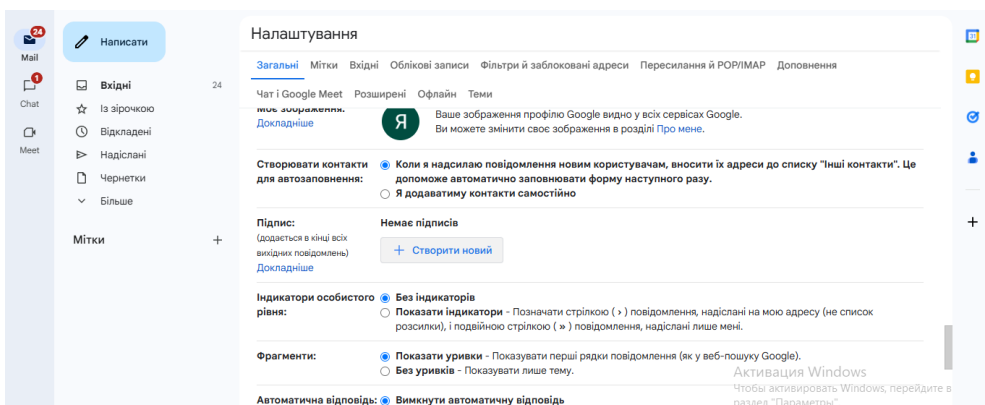 24
Mail
1
Chat
Meet
Написати
Вхідні 24
Із зірочкою
Відкладені
Надіслані
Чернетки
Більше
Мітки +
Налаштування
Загальні Мітки Вхідні Облікові записи Фільтри й заблоковані адреси Пересилання й POP/IMAP Доповнення
Чат і Google Meet Розширені Офлайн Теми
Моє зображення:
Докладніше
Я
Ваше зображення профілю Google видно у всіх сервісах Google.
Ви можете змінити своє зображення в розділі Про мене.
Створювати контакти
для автозаповнення:
Коли я надсилаю повідомлення новим користувачам, вносити їх адреси до списку "Інші контакти". Це
допоможе автоматично заповнювати форму наступного разу.
Я додаватиму контакти самостійно
Підпис:
(додається в кінці всіх
вихідних повідомлень)
Докладніше
Немає підписів
+ Створити новий
Індикатори особистого
рівня:
Без індикаторів
Показати індикатори - Позначати стрілкою ( › ) повідомлення, надіслані на мою адресу (не список
розсилки), і подвійною стрілкою ( » ) повідомлення, надіслані лише мені.
Фрагменти:
Показати уривки - Показувати перші рядки повідомлення (як у веб-пошуку Google).
Без уривків - Показувати лише тему.
Автоматична відповідь:
Вимкнути автоматичну відповідь
31
+
Активация Windows
Чтобы активировать Windows, перейдите в
раздел "Параметры".